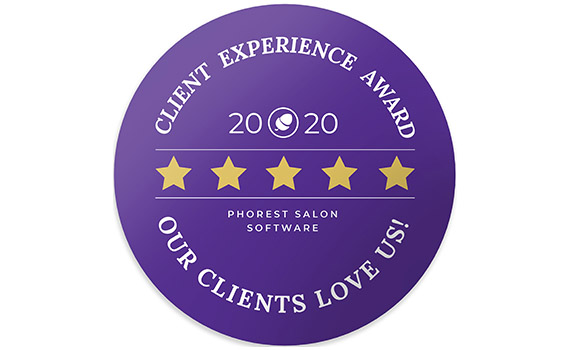 CLIENT EXPERIENCE AWARD
20 20
PHOREST SALON
SOFTWARE
OUR CLIENTS LOVE US!